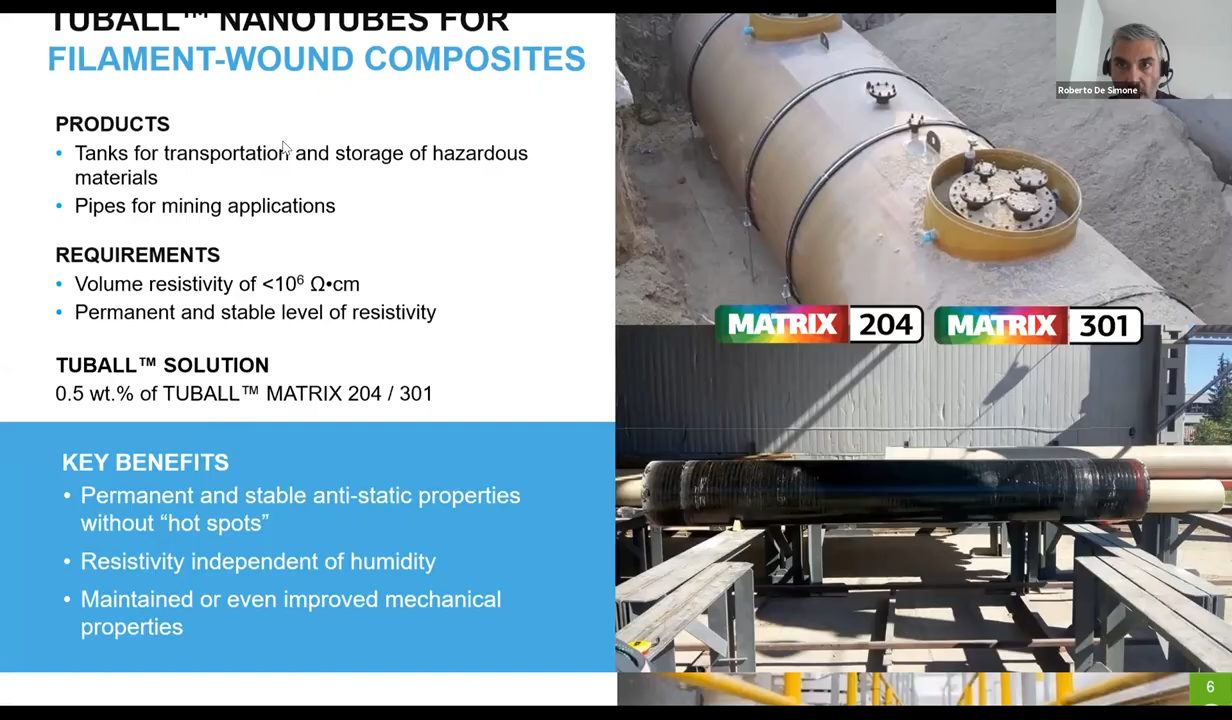 TUBALL™ NANOTUBES FOR
FILAMENT-WOUND COMPOSITES
PRODUCTS
• Tanks for transportation and storage of hazardous
materials
• Pipes for mining applications
REQUIREMENTS
• Volume resistivity of <10⁶ Ω•cm
• Permanent and stable level of resistivity
TUBALL™ SOLUTION
0.5 wt.% of TUBALL™ MATRIX 204 / 301
KEY BENEFITS
• Permanent and stable anti-static properties
without “hot spots”
• Resistivity independent of humidity
• Maintained or even improved mechanical
properties
Roberto De Simone
MATRIX 204
MATRIX 301
6